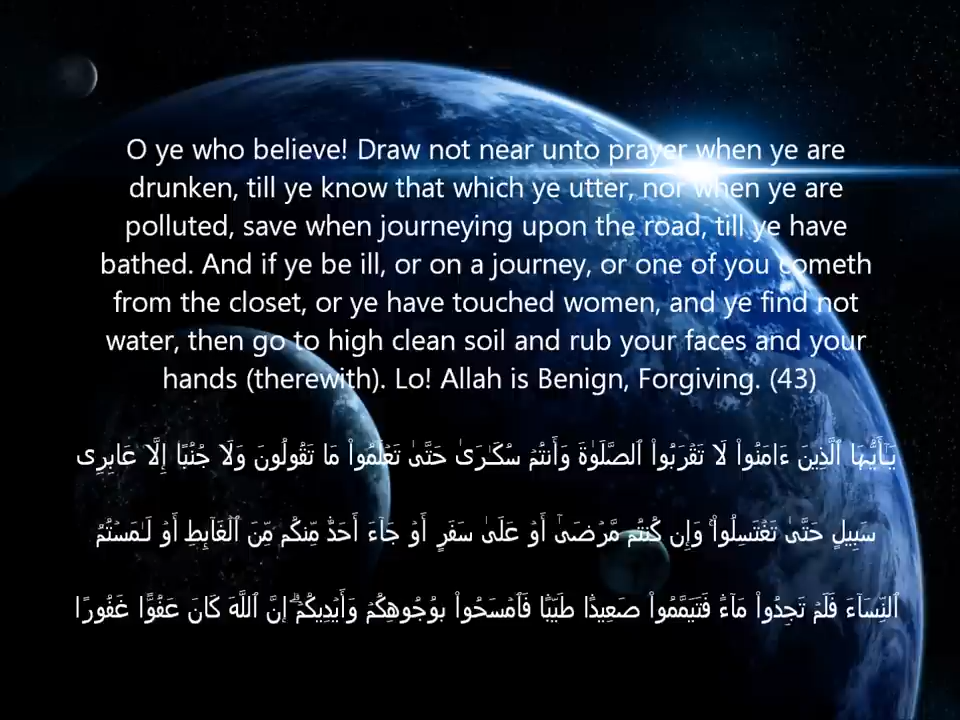 O ye who believe! Draw not near unto prayer when ye are
drunken, till ye know that which ye utter, nor when ye are
polluted, save when journeying upon the road, till ye have
bathed. And if ye be ill, or on a journey, or one of you cometh
from the closet, or ye have touched women, and ye find not
water, then go to high clean soil and rub your faces and your
hands (therewith). Lo! Allah is Benign, Forgiving. (43)
يَـٰٓأَيُّہَا ٱلَّذِينَ ءَامَنُواْ لَا تَقۡرَبُواْ ٱلصَّلَوٰةَ وَأَنتُمۡ سُكَـٰرَىٰ حَتَّىٰ تَعۡلَمُواْ مَا تَقُولُونَ وَلَا جُنُبًا إِلَّا عَابِرِى
سَبِيلٍ حَتَّىٰ تَغۡتَسِلُواْ‌ۚ وَإِن كُنتُم مَّرۡضَىٰٓ أَوۡ عَلَىٰ سَفَرٍ أَوۡ جَآءَ أَحَدٌ۬ مِّنكُم مِّنَ ٱلۡغَآٮِٕطِ أَوۡ لَـٰمَسۡتُمُ
ٱلنِّسَآءَ فَلَمۡ تَجِدُواْ مَآءً۬ فَتَيَمَّمُواْ صَعِيدً۬ا طَيِّبً۬ا فَٱمۡسَحُواْ بِوُجُوهِكُمۡ وَأَيۡدِيكُمۡ‌ۗ إِنَّ ٱللَّهَ كَانَ عَفُوًّا غَفُورًا